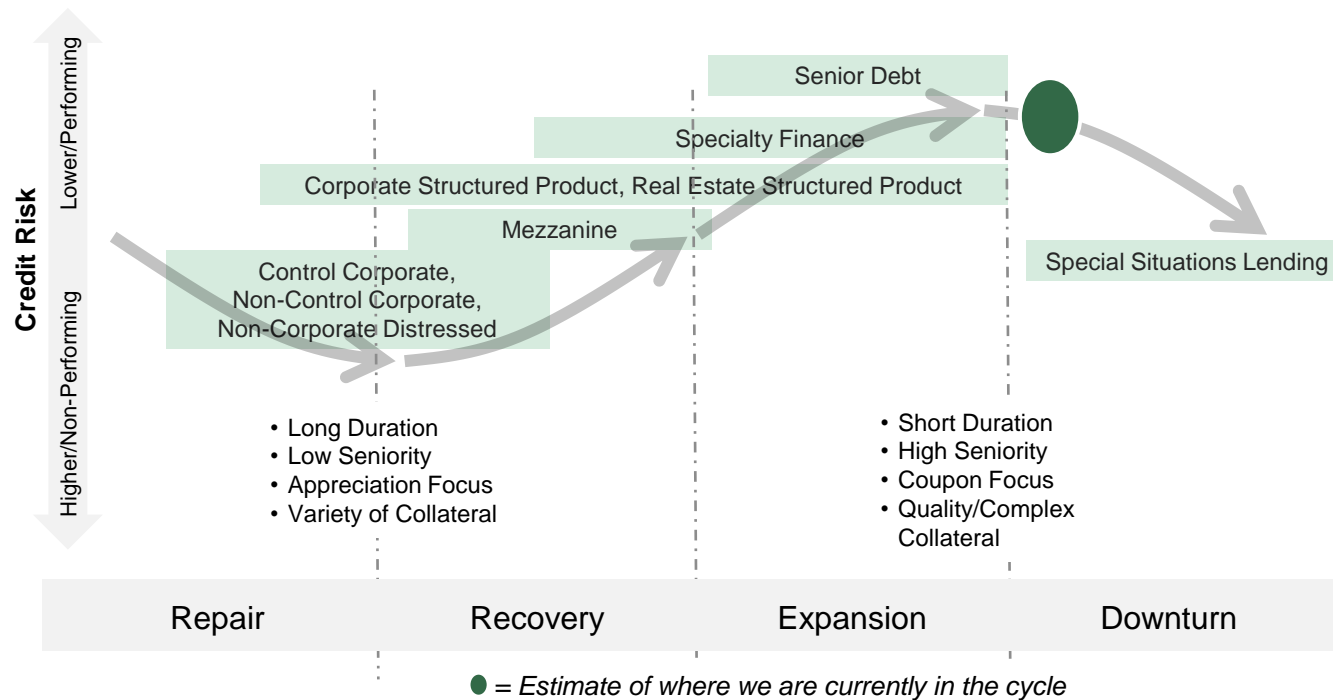 Credit Risk
Lower/Performing
Higher/Non-Performing
Senior Debt
Specialty Finance
Corporate Structured Product, Real Estate Structured Product
Mezzanine
Control Corporate,
Non-Control Corporate,
Non-Corporate Distressed
Special Situations Lending
• Long Duration
• Low Seniority
• Appreciation Focus
• Variety of Collateral
• Short Duration
• High Seniority
• Coupon Focus
• Quality/Complex
Collateral
Repair
Recovery
Expansion
Downturn
= Estimate of where we are currently in the cycle